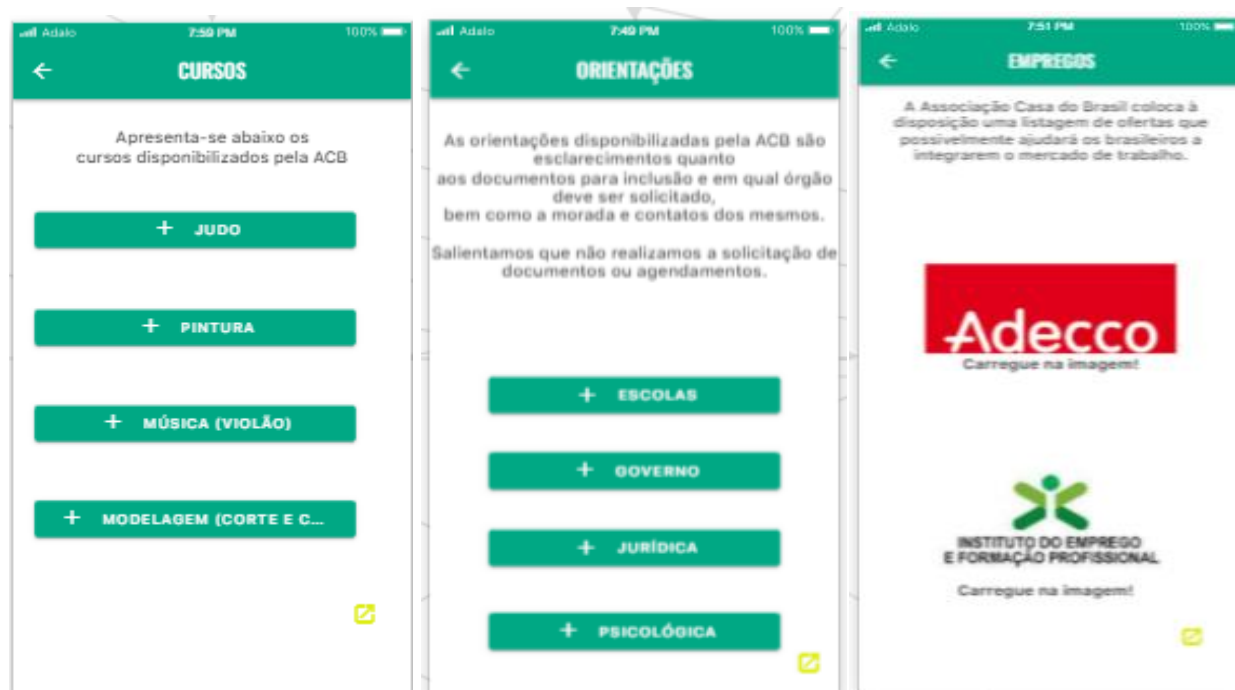 Adalo 7:59 PM 100%
CURSOS
Apresenta-se abaixo os
cursos disponibilizados pela ACB
+ JUDO
+ PINTURA
+ MÚSICA (VIOLÃO)
+ MODELAGEM (CORTE E C...
Adalo 7:49 PM 100%
ORIENTAÇÕES
As orientações disponibilizadas pela ACB são
esclarecimentos quanto
aos documentos para inclusão e em qual órgão
deve ser solicitado,
bem como a morada e contatos dos mesmos.
Salientamos que não realizamos a solicitação de
documentos ou agendamentos.
+ ESCOLAS
+ GOVERNO
+ JURÍDICA
+ PSICOLÓGICA
Adalo 7:51 PM 100%
EMPREGOS
A Associação Casa do Brasil coloca à
disposição uma listagem de ofertas que
possivelmente ajudará os brasileiros a
integrarem o mercado de trabalho.
Adecco
Carregue na imagem!
INSTITUTO DO EMPREGO
E FORMAÇÃO PROFISSIONAL
Carregue na imagem!